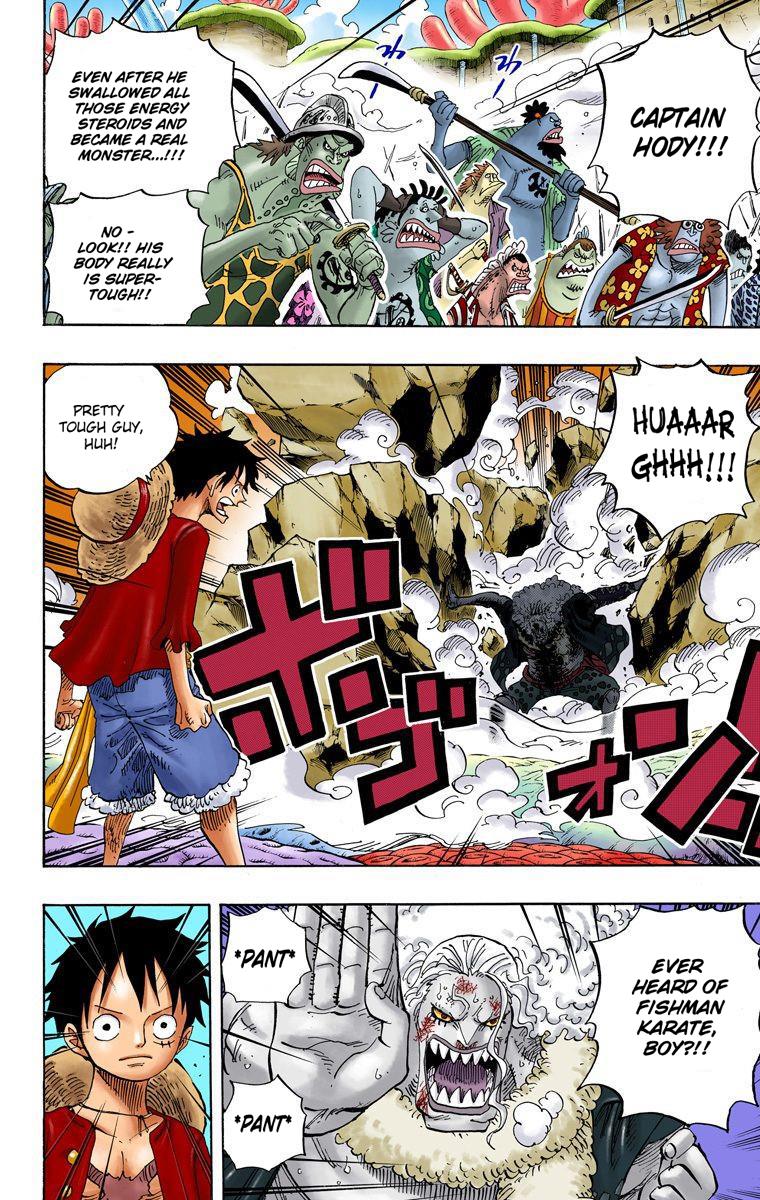 CAPTAIN
HODY!!!
EVEN AFTER HE
SWALLOWED ALL
THOSE ENERGY
STEROIDS AND
BECAME A REAL
MONSTER...!!!
NO -
LOOK!! HIS
BODY REALLY
IS SUPER-
TOUGH!!
HUAAAR
GHHH!!!
PRETTY
TOUGH GUY,
HUH!
ボゴォン
EVER
HEARD OF
FISHMAN
KARATE,
BOY?!!
*PANT*
*PANT*